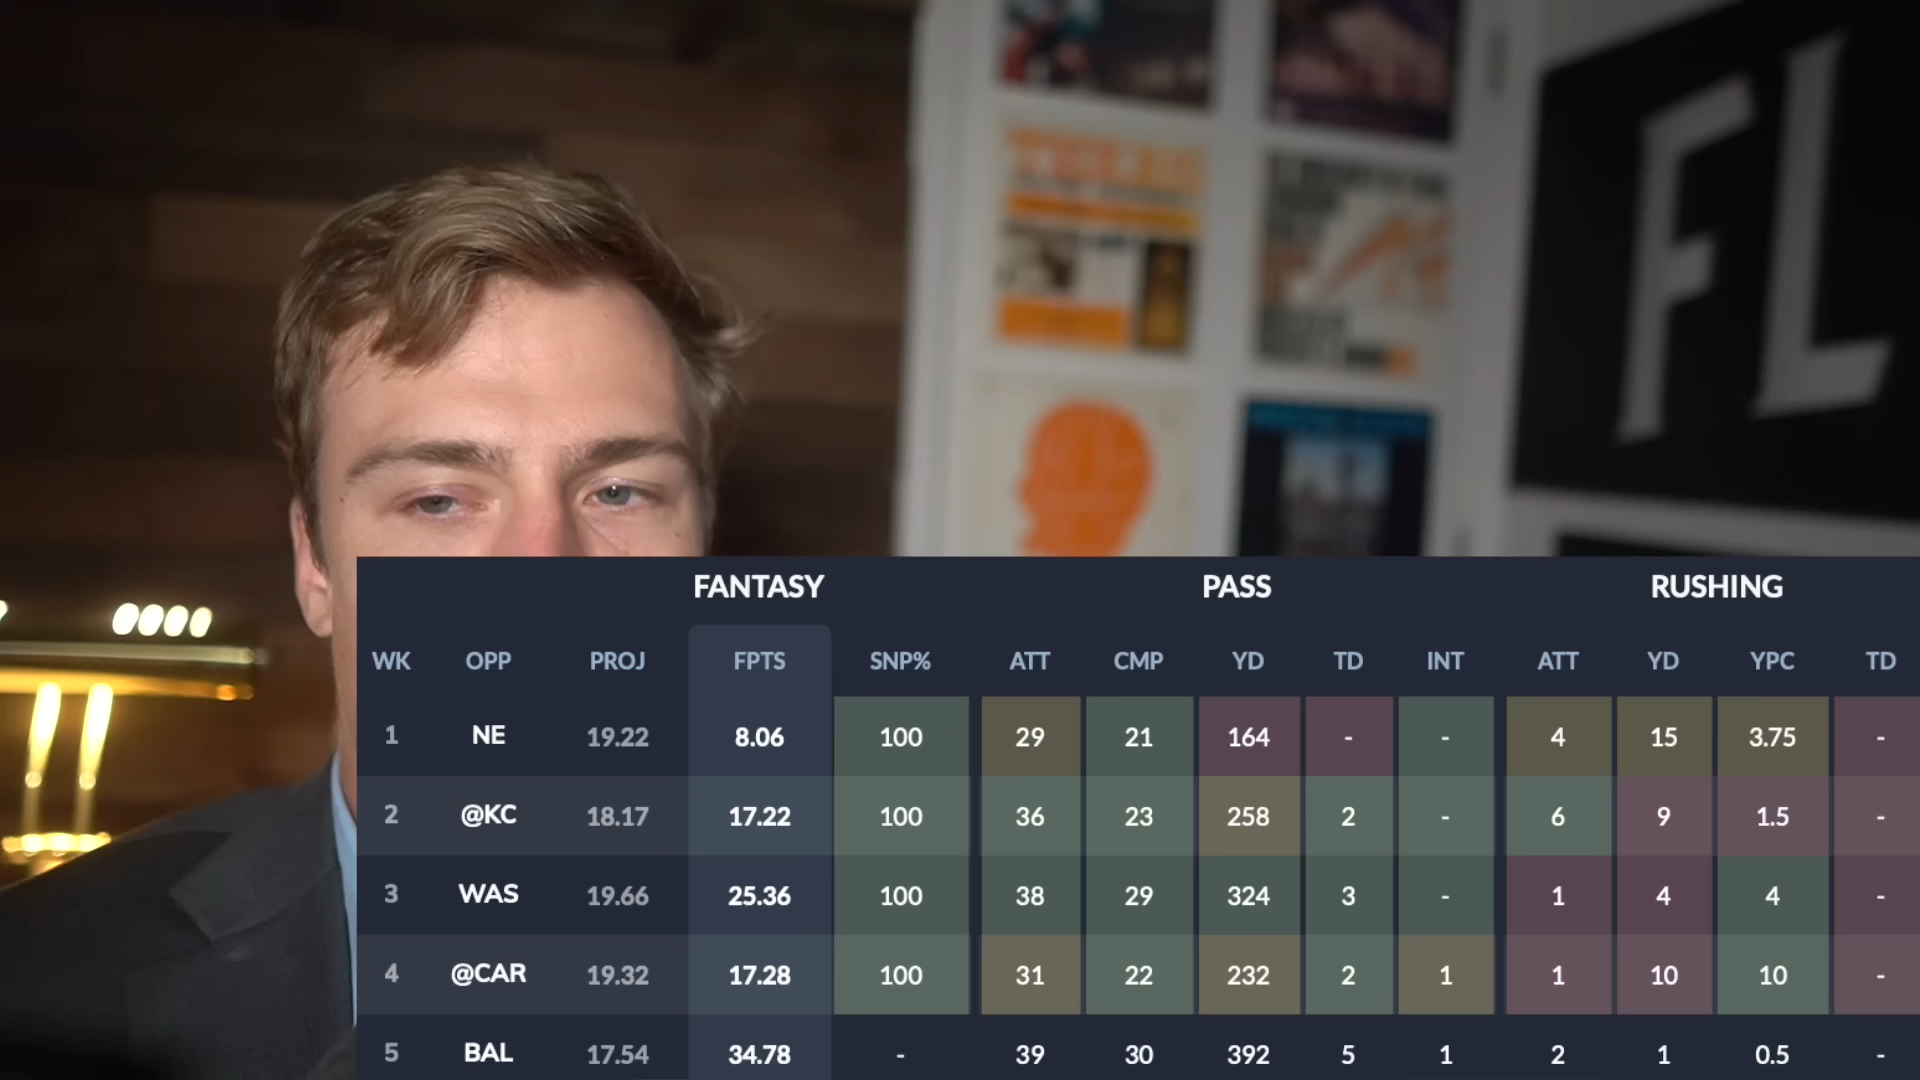 FL
FANTASY PASS RUSHING
WK OPP PROJ FPTS SNP% ATT CMP YD TD INT ATT YD YPC TD
1 NE 19.22 8.06 100 29 21 164 - - 4 15 3.75 -
2 @KC 18.17 17.22 100 36 23 258 2 - 6 9 1.5 -
3 WAS 19.66 25.36 100 38 29 324 3 - 1 4 4 -
4 @CAR 19.32 17.28 100 31 22 232 2 1 1 10 10 -
5 BAL 17.54 34.78 - 39 30 392 5 1 2 1 0.5 -